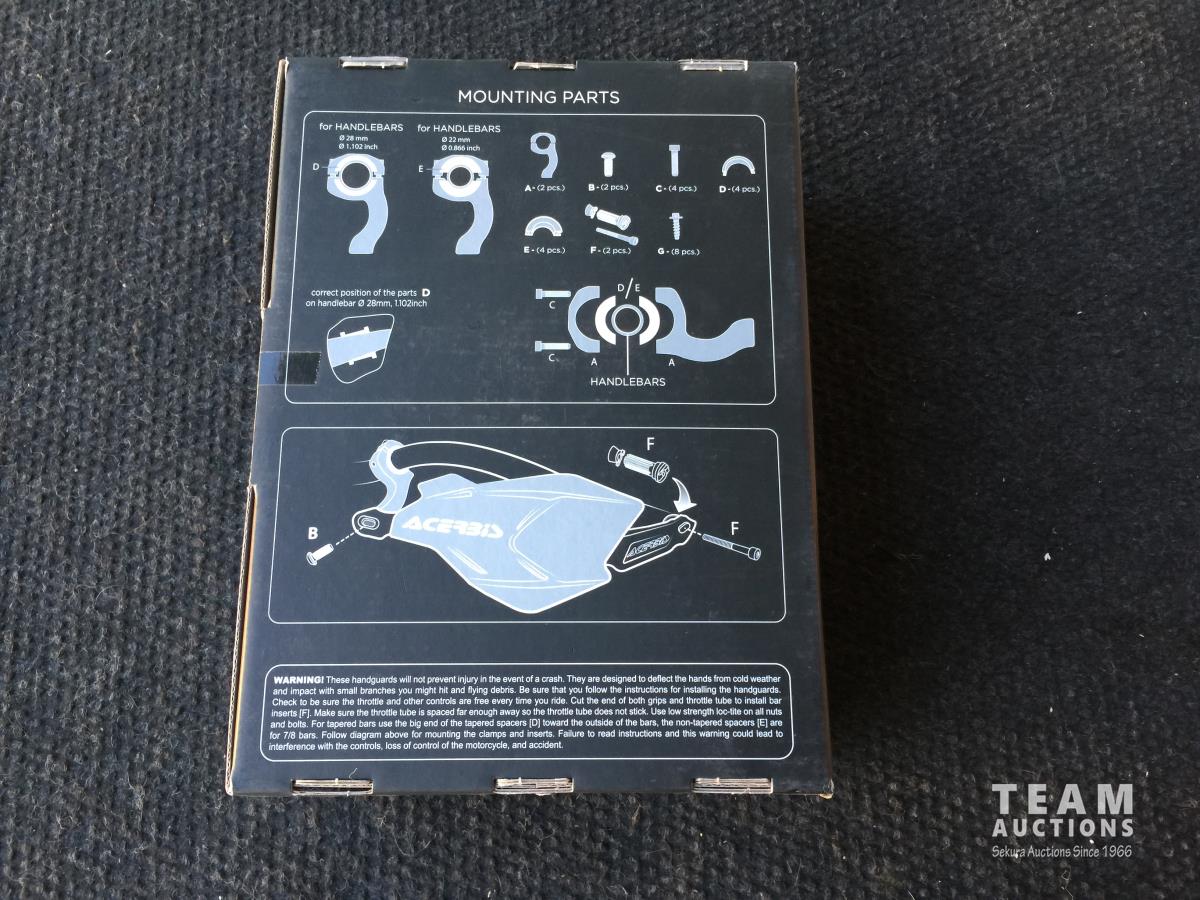 MOUNTING PARTS
for HANDLEBARS
Ø 28 mm
Ø 1.102 inch
D
for HANDLEBARS
Ø 22 mm
Ø 0.866 inch
E
A - (2 pcs.)
B - (2 pcs.)
C - (4 pcs.)
D - (4 pcs.)
E - (4 pcs.)
F - (2 pcs.)
G - (8 pcs.)
correct position of the parts D
on handlebar Ø 28mm, 1.102inch
D/E
C
C
A
A
HANDLEBARS
F
B
ACERBIS
ACERBIS
F
WARNING! These handguards will not prevent injury in the event of a crash. They are designed to deflect the hands from cold weather
and impact with small branches you might hit and flying debris. Be sure that you follow the instructions for installing the handguards.
Check to be sure the throttle and other controls are free every time you ride. Cut the end of both grips and throttle tube to install bar
inserts [F]. Make sure the throttle tube is spaced far enough away so the throttle tube does not stick. Use low strength loc-tite on all nuts
and bolts. For tapered bars use the big end of the tapered spacers [D] toward the outside of the bars, the non-tapered spacers [E] are
for 7/8 bars. Follow diagram above for mounting the clamps and inserts. Failure to read instructions and this warning could lead to
interference with the controls, loss of control of the motorcycle, and accident.
TEAM
AUCTIONS
Sekura Auctions Since 1966